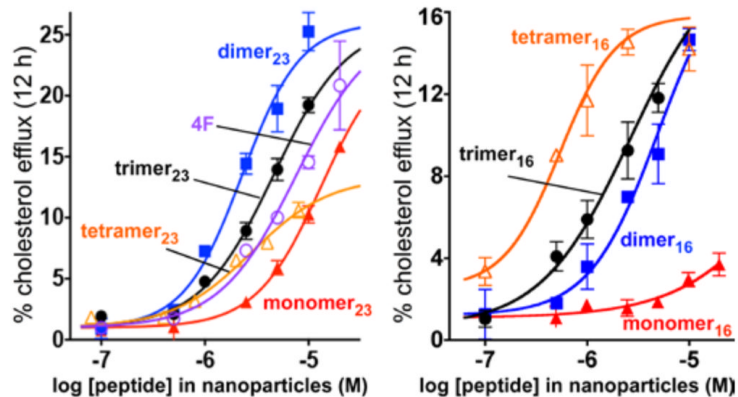 % cholesterol efflux (12 h)
25
20
15
10
5
0
dimer23
4F
trimer23
tetramer23
monomer23
-7
-6
-5
log [peptide] in nanoparticles (M)
% cholesterol efflux (12 h)
16
12
8
4
0
tetramer16
trimer16
dimer16
monomer16
-7
-6
-5
log [peptide] in nanoparticles (M)